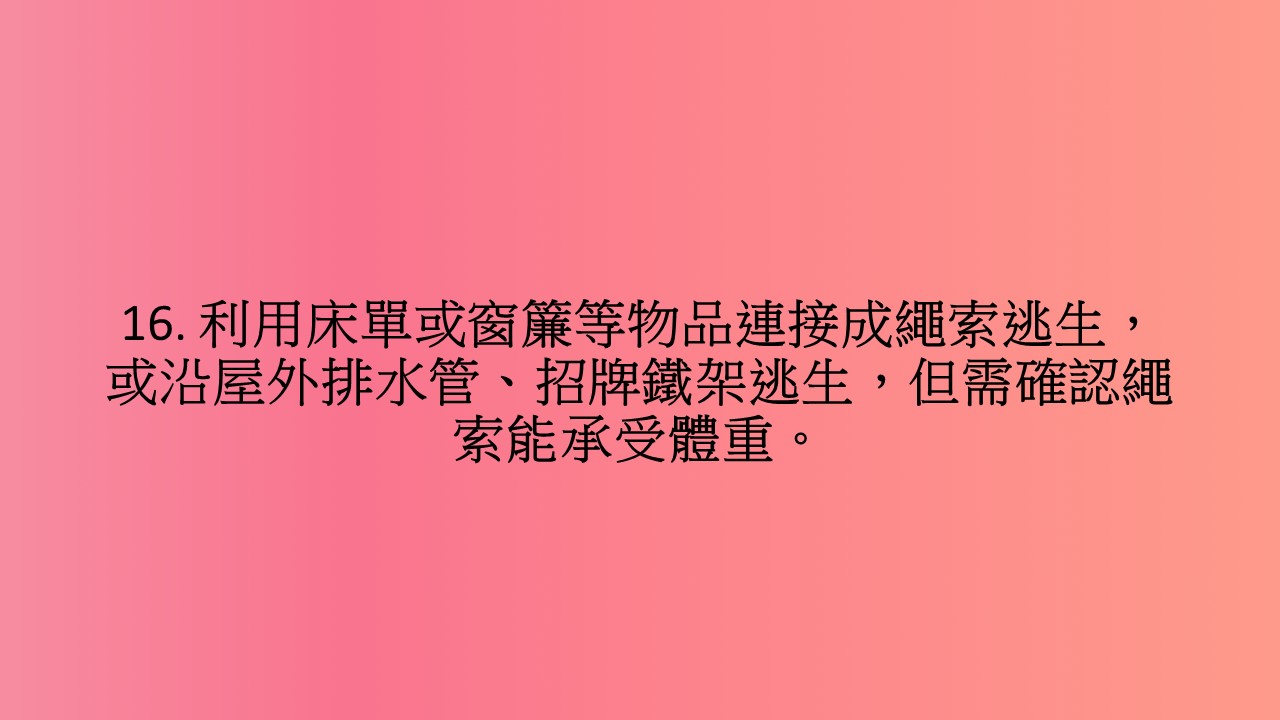 16. 利用床單或窗簾等物品連接成繩索逃生，
或沿屋外排水管、招牌鐵架逃生，但需確認繩
索能承受體重。